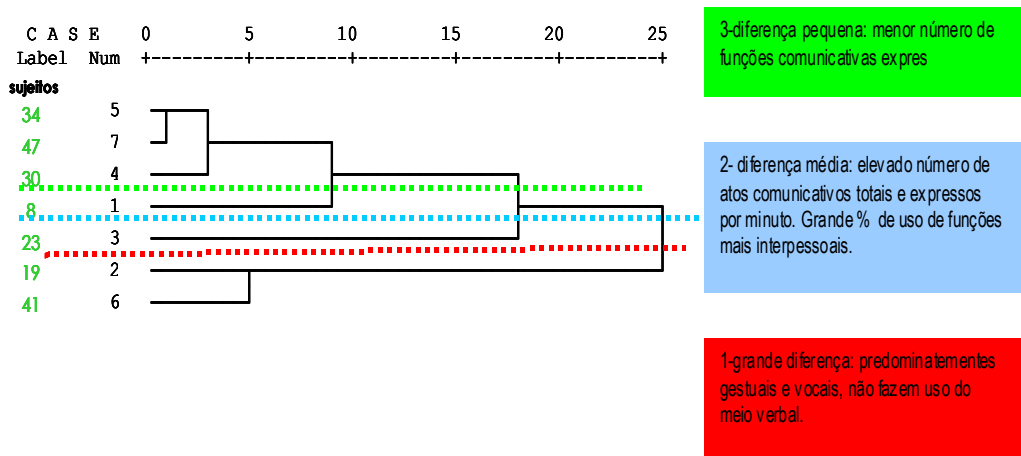 C A S E 0 5 10 15 20 25
Label Num +---------+---------+---------+---------+---------+
sujeitos
34 5
47 7
30 4
8 1
23 3
19 2
41 6
3-diferença pequena: menor número de
funções comunicativas expres
2- diferença média: elevado número de
atos comunicativos totais e expressos
por minuto. Grande % de uso de funções
mais interpessoais.
1-grande diferença: predominatementes
gestuais e vocais, não fazem uso do
meio verbal.